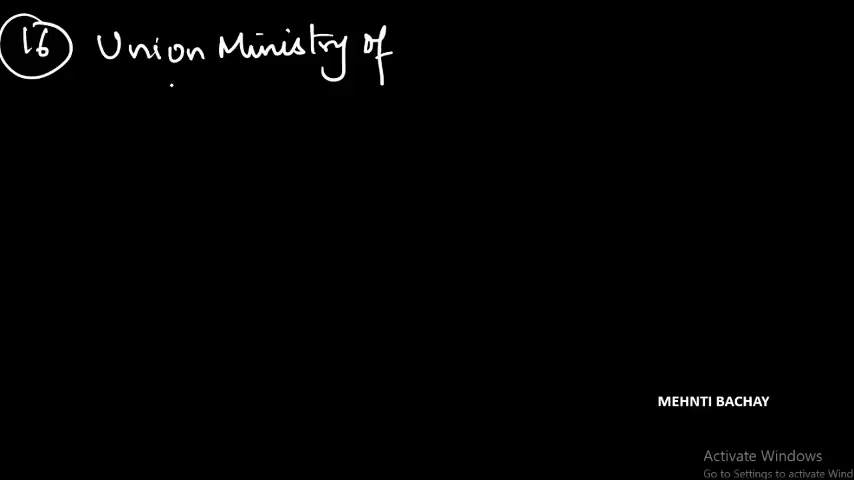 16 Union Ministry of
MEHNTI BACHAY
Activate Windows
Go to Settings to activate Wind